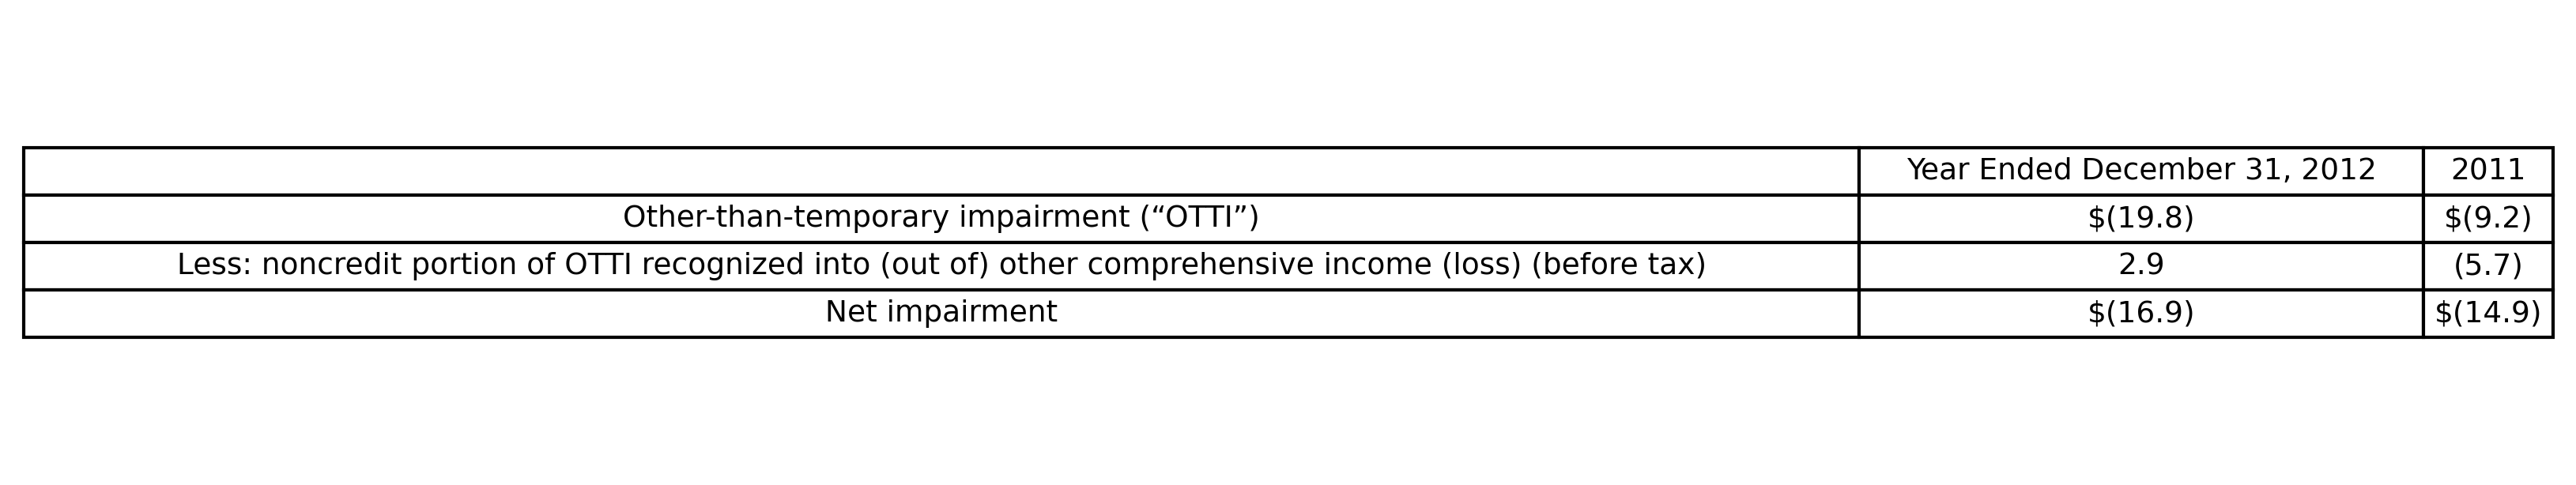 Year Ended December 31, 2012 2011
Other-than-temporary impairment (“OTTI”) $(19.8) $(9.2)
Less: noncredit portion of OTTI recognized into (out of) other comprehensive income (loss) (before tax) 2.9 (5.7)
Net impairment $(16.9) $(14.9)